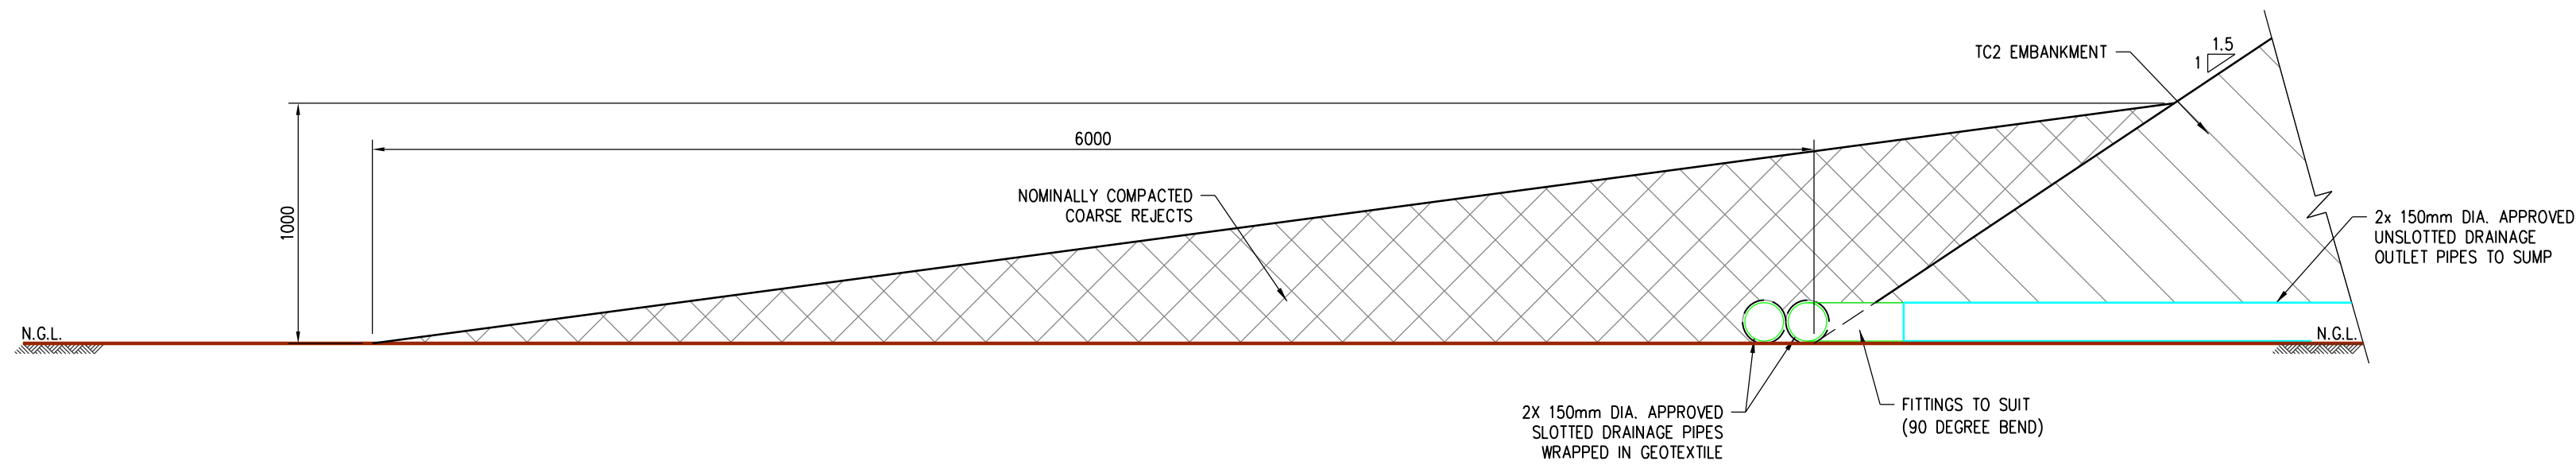 TC2 EMBANKMENT
1.5
1
6000
1000
NOMINALLY COMPACTED
COARSE REJECTS
2x 150mm DIA. APPROVED
UNSLOTTED DRAINAGE
OUTLET PIPES TO SUMP
N.G.L.
N.G.L.
2X 150mm DIA. APPROVED
SLOTTED DRAINAGE PIPES
WRAPPED IN GEOTEXTILE
FITTINGS TO SUIT
(90 DEGREE BEND)